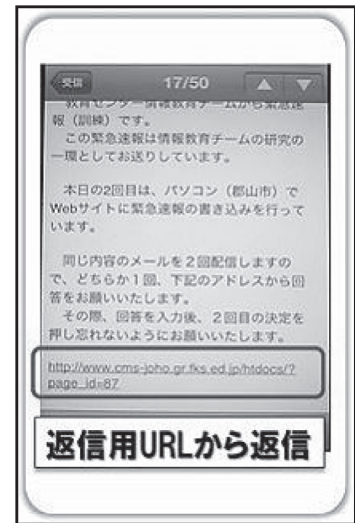 受信 17/50
教育センター情報教育チームから緊急速
報（訓練）です。
この緊急速報は情報教育チームの研究の
一環としてお送りしています。
本日の2回目は、パソコン（郡山市）で
Webサイトに緊急速報の書き込みを行って
います。
同じ内容のメールを2回配信しますの
で、どちらか1回、下記のアドレスから回
答をお願いいたします。
その際、回答を入力後、2回目の決定を
押し忘れないようにお願いいたします。
http://www.cms-joho.gr.fks.ed.jp/htdocs/?
page_id=87
返信用URLから返信